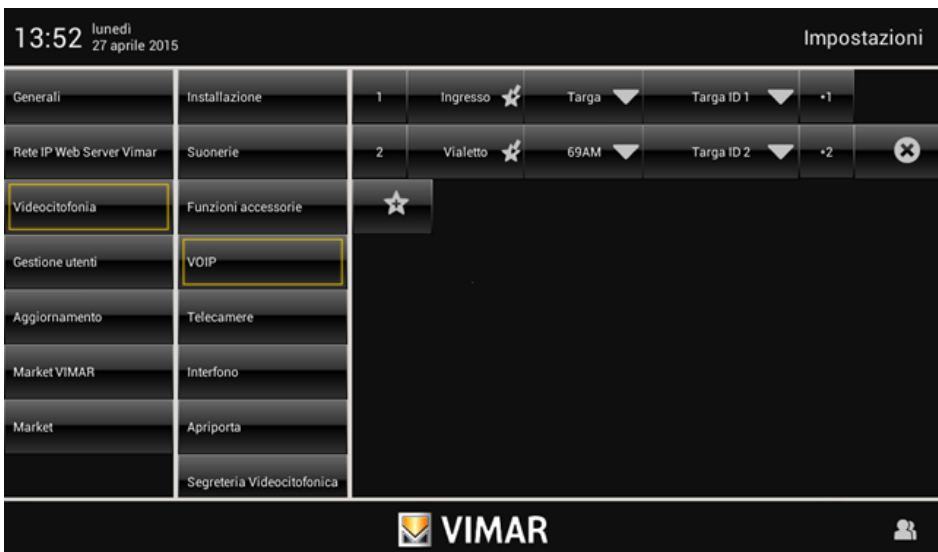 13:52
lunedì
27 aprile 2015
Impostazioni
Generali
Installazione
1
Ingresso
Targa
Targa ID 1
*1
Rete IP Web Server Vimar
Suonerie
2
Vialetto
69AM
Targa ID 2
*2
Videocitofonia
Funzioni accessorie
Gestione utenti
VOIP
Aggiornamento
Telecamere
Market VIMAR
Interfono
Market
Apriporta
Segreteria Videocitofonica
VIMAR